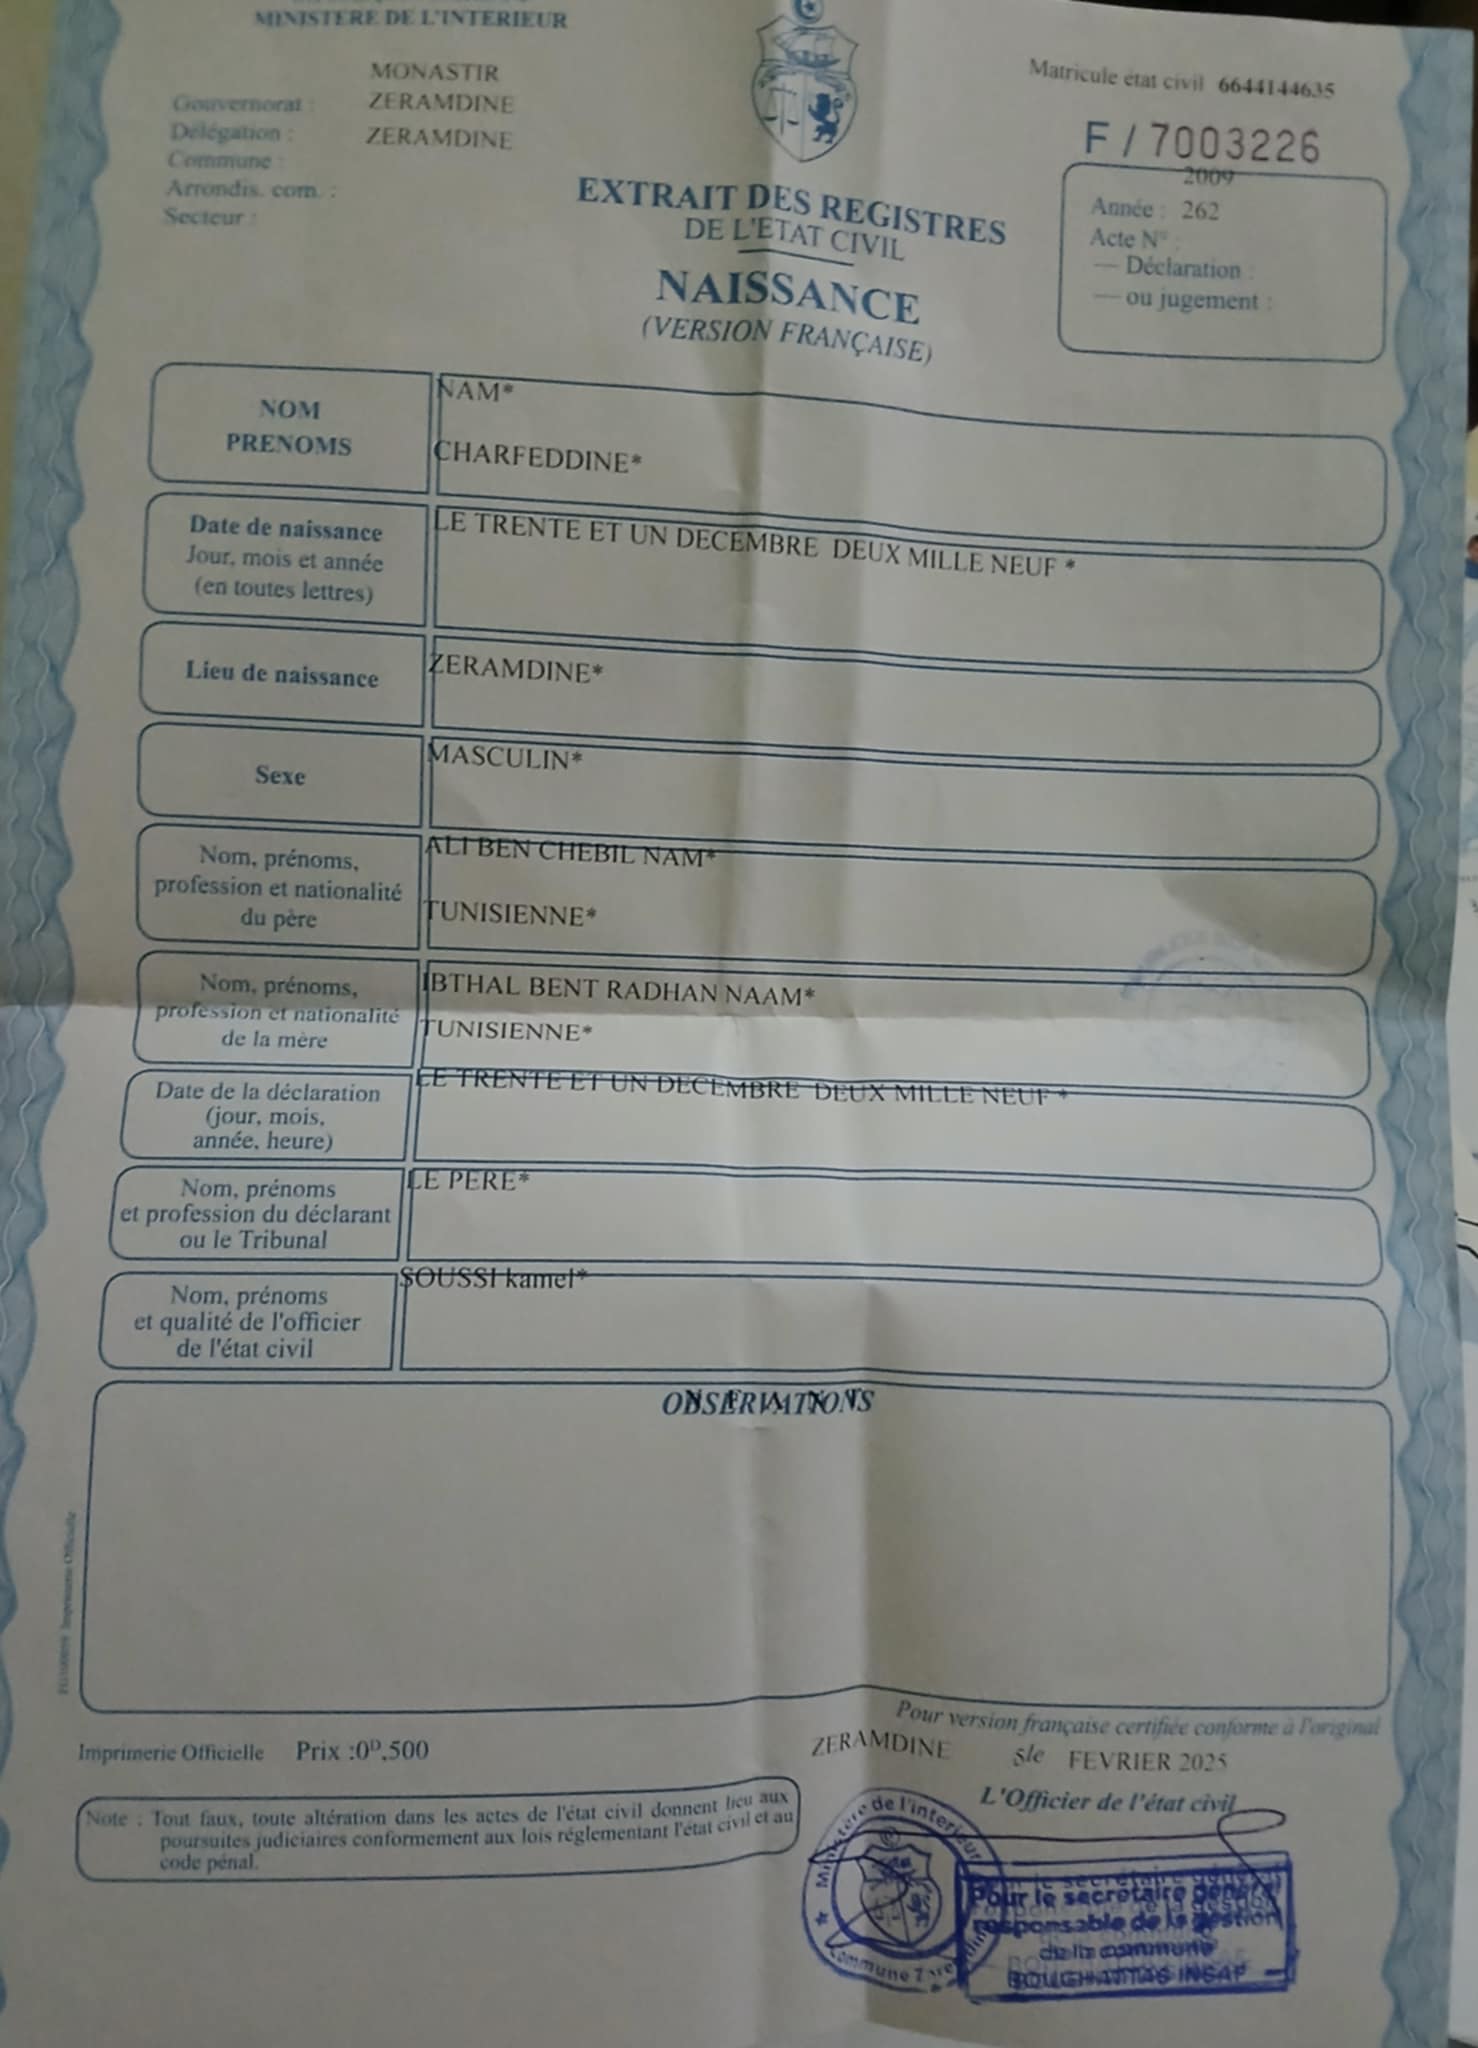 MINISTERE DE L'INTERIEUR
MONASTIR
Gouvernorat : ZERAMDINE
Délégation : ZERAMDINE
Commune :
Arrondis. com. :
Secteur :
Matricule état civil 6644144635
F / 7003226
2009
Année : 262
Acte N° :
— Déclaration :
— ou jugement :
EXTRAIT DES REGISTRES
DE L'ETAT CIVIL
NAISSANCE
(VERSION FRANÇAISE)
NOM
PRENOMS
NAM*
CHARFEDDINE*
Date de naissance
Jour, mois et année
(en toutes lettres)
LE TRENTE ET UN DECEMBRE DEUX MILLE NEUF *
Lieu de naissance
ZERAMDINE*
Sexe
MASCULIN*
Nom, prénoms,
profession et nationalité
du père
ALI BEN CHEBIL NAM*
TUNISIENNE*
Nom, prénoms,
profession et nationalité
de la mère
IBTHAL BENT RADHAN NAAM*
TUNISIENNE*
Date de la déclaration
(jour, mois,
année, heure)
LE TRENTE ET UN DECEMBRE DEUX MILLE NEUF *
Nom, prénoms
et profession du déclarant
ou le Tribunal
LE PERE*
Nom, prénoms
et qualité de l'officier
de l'état civil
SOUSSI kamel*
OBSERVATIONS
Imprimerie Officielle
Imprimerie Officielle Prix :0D,500
Pour version française certifiée conforme à l'original
ZERAMDINE 5le FEVRIER 2025
L'Officier de l'état civil
Note : Tout faux, toute altération dans les actes de l'état civil donnent lieu aux
poursuites judiciaires conformement aux lois réglementant l'état civil et au
code pénal.
Ministère de l'interieur
Commune
Pour le secrétaire général
responsable de la gestion
de la commune
BOUGHATTAS INSAF